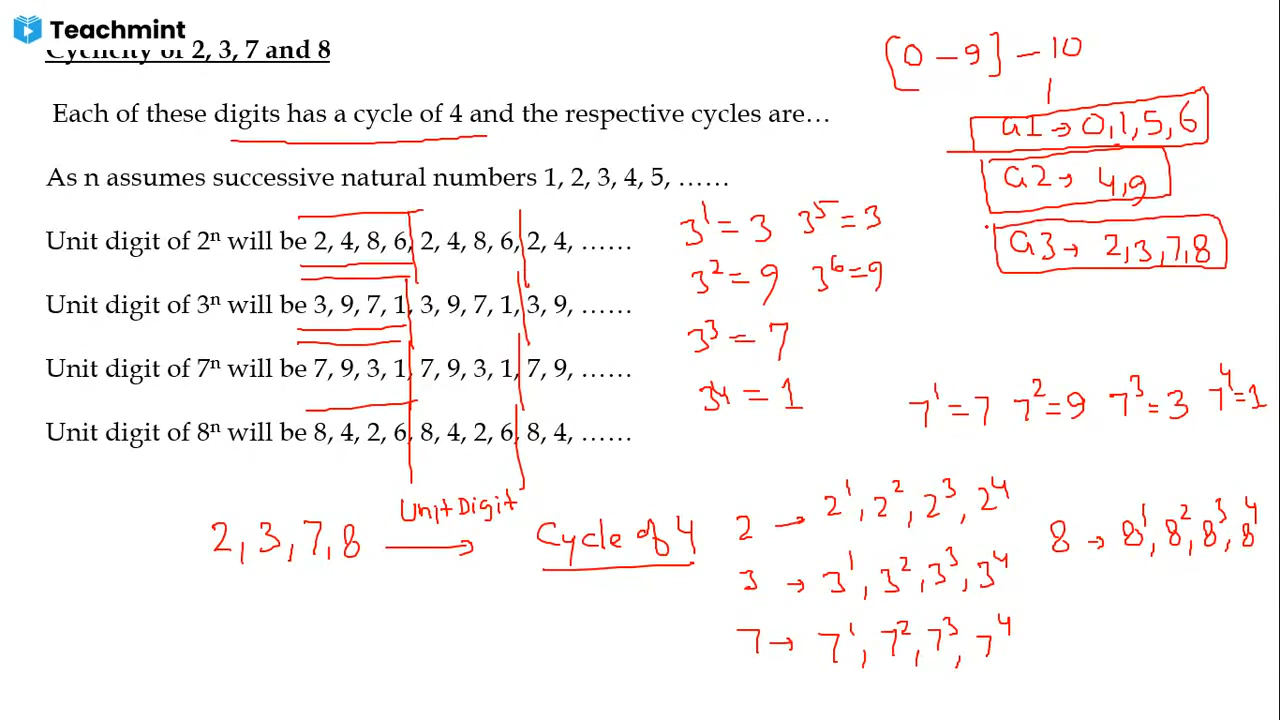 Teachmint
Cyclicity of 2, 3, 7 and 8
Each of these digits has a cycle of 4 and the respective cycles are…
As n assumes successive natural numbers 1, 2, 3, 4, 5, ……
Unit digit of 2ⁿ will be 2, 4, 8, 6, 2, 4, 8, 6, 2, 4, ……
Unit digit of 3ⁿ will be 3, 9, 7, 1, 3, 9, 7, 1, 3, 9, ……
Unit digit of 7ⁿ will be 7, 9, 3, 1, 7, 9, 3, 1, 7, 9, ……
Unit digit of 8ⁿ will be 8, 4, 2, 6, 8, 4, 2, 6, 8, 4, ……
[0 – 9] – 10
G1 → 0, 1, 5, 6
G2 → 4, 9
G3 → 2, 3, 7, 8
3¹ = 3 3⁵ = 3
3² = 9 3⁶ = 9
3³ = 7
3⁴ = 1
7¹ = 7 7² = 9 7³ = 3 7⁴ = 1
2, 3, 7, 8 → Unit Digit Cycle of 4
2 → 2¹, 2², 2³, 2⁴
3 → 3¹, 3², 3³, 3⁴
7 → 7¹, 7², 7³, 7⁴
8 → 8¹, 8², 8³, 8⁴